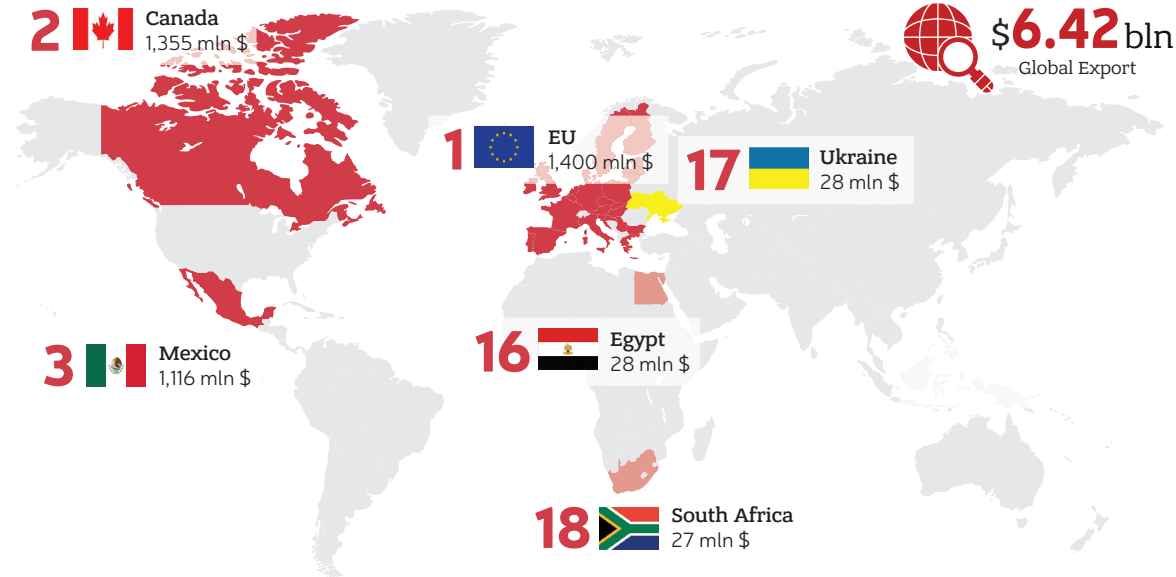 2
Canada
1,355 mln $
$6.42 bln
Global Export
1
EU
1,400 mln $
17
Ukraine
28 mln $
3
Mexico
1,116 mln $
16
Egypt
28 mln $
18
South Africa
27 mln $